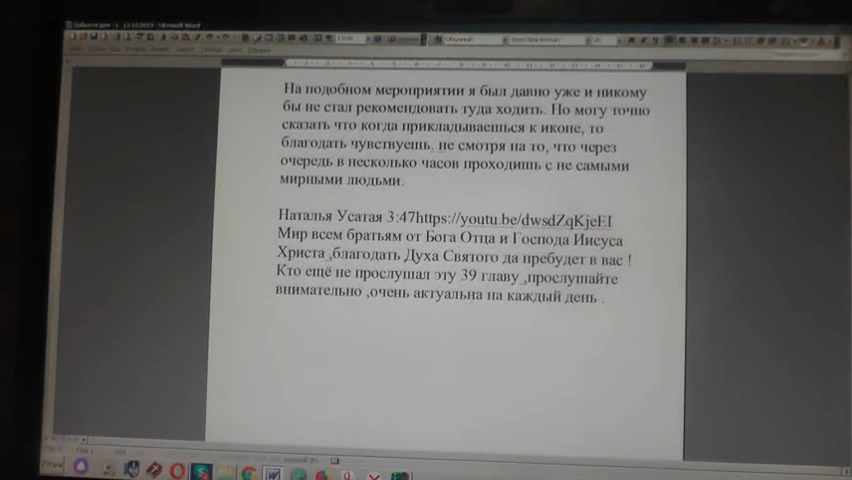 На подобном мероприятии я был давно уже и никому
бы не стал рекомендовать туда ходить. Но могу точно
сказать что когда прикладываешься к иконе, то
благодать чувствуешь. не смотря на то, что через
очередь в несколько часов проходишь с не самыми
мирными людьми.
Наталья Усатая 3:47https://youtu.be/dwsdZqKjeEI
Мир всем братьям от Бога Отца и Господа Иисуса
Христа ,благодать Духа Святого да пребудет в вас !
Кто ещё не прослушал эту 39 главу ,прослушайте
внимательно ,очень актуальна на каждый день .